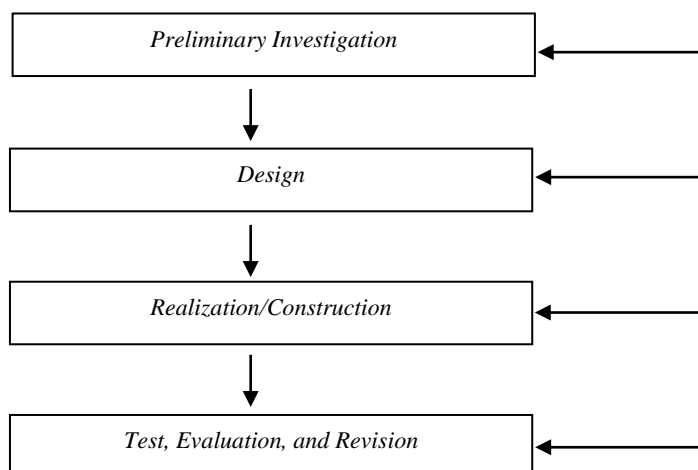 Preliminary Investigation
Design
Realization/Construction
Test, Evaluation, and Revision